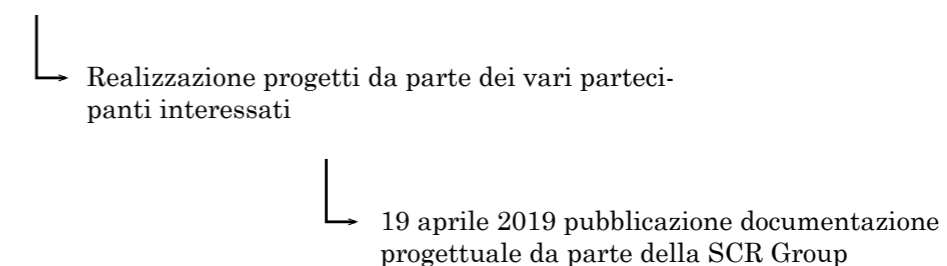 Realizzazione progetti da parte dei vari parteci-
panti interessati
19 aprile 2019 pubblicazione documentazione
progettuale da parte della SCR Group